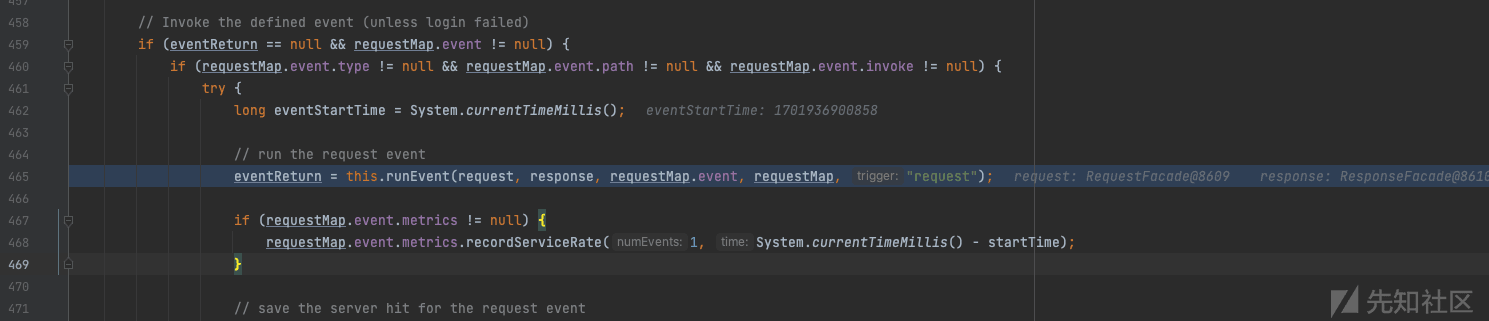 457
458 // Invoke the defined event (unless login failed)
459 if (eventReturn == null && requestMap.event != null) {
460 if (requestMap.event.type != null && requestMap.event.path != null && requestMap.event.invoke != null) {
461 try {
462 long eventStartTime = System.currentTimeMillis(); eventStartTime: 1701936900858
463
464 // run the request event
465 eventReturn = this.runEvent(request, response, requestMap.event, requestMap, trigger: "request"); request: RequestFacade@8609 response: ResponseFacade@8610
466
467 if (requestMap.event.metrics != null) {
468 requestMap.event.metrics.recordServiceRate( numEvents: 1, time: System.currentTimeMillis() - startTime);
469 }
470
471 // save the server hit for the request event
先知社区